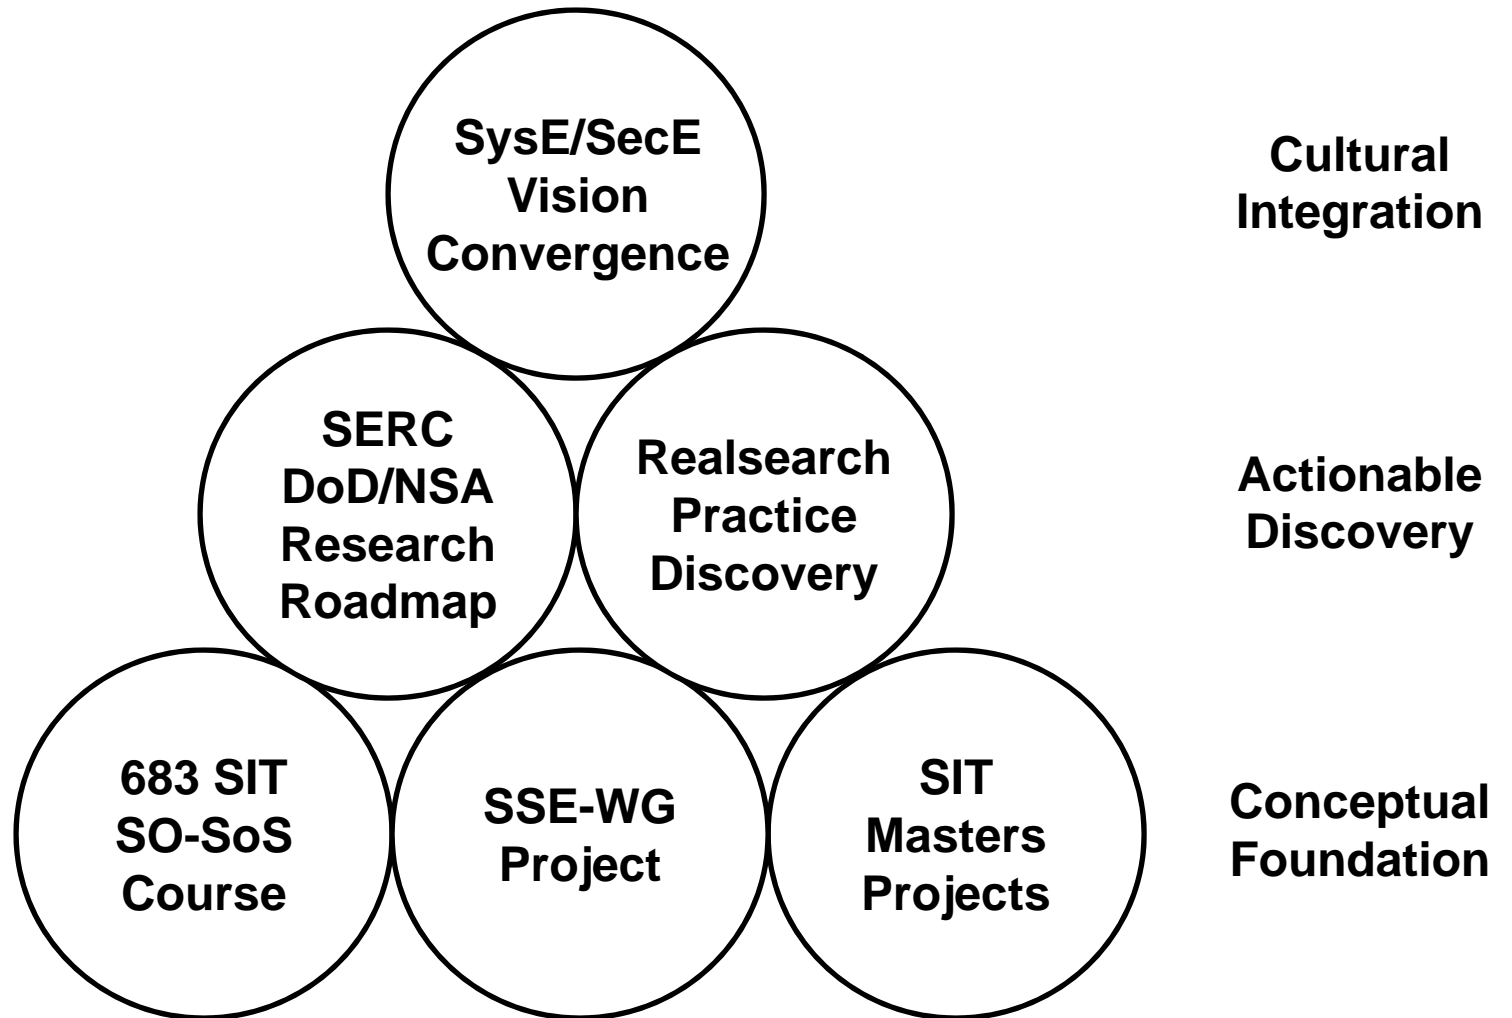 SysE/SecE
Vision
Convergence
Cultural
Integration
SERC
DoD/NSA
Research
Roadmap
Realsearch
Practice
Discovery
Actionable
Discovery
683 SIT
SO-SoS
Course
SSE-WG
Project
SIT
Masters
Projects
Conceptual
Foundation